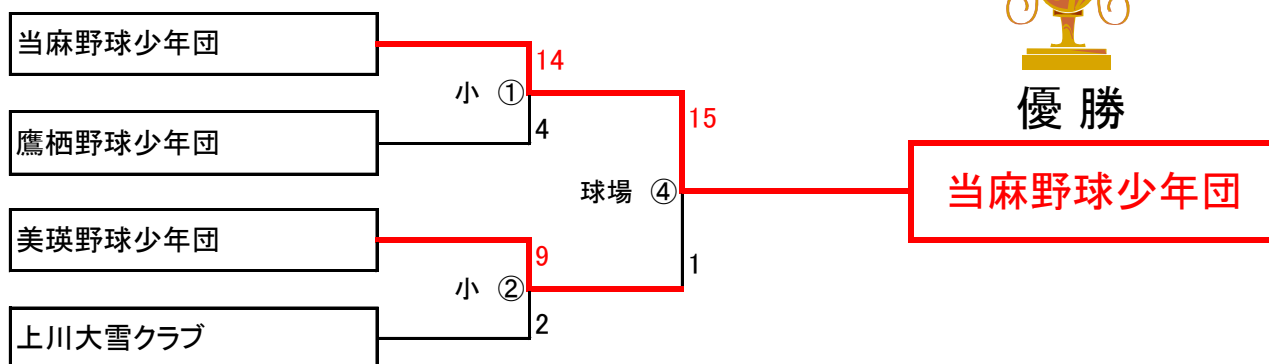 当麻野球少年団
14
小 ①
4
鷹栖野球少年団
15
球場 ④
1
美瑛野球少年団
9
小 ②
2
上川大雪クラブ
優勝
当麻野球少年団